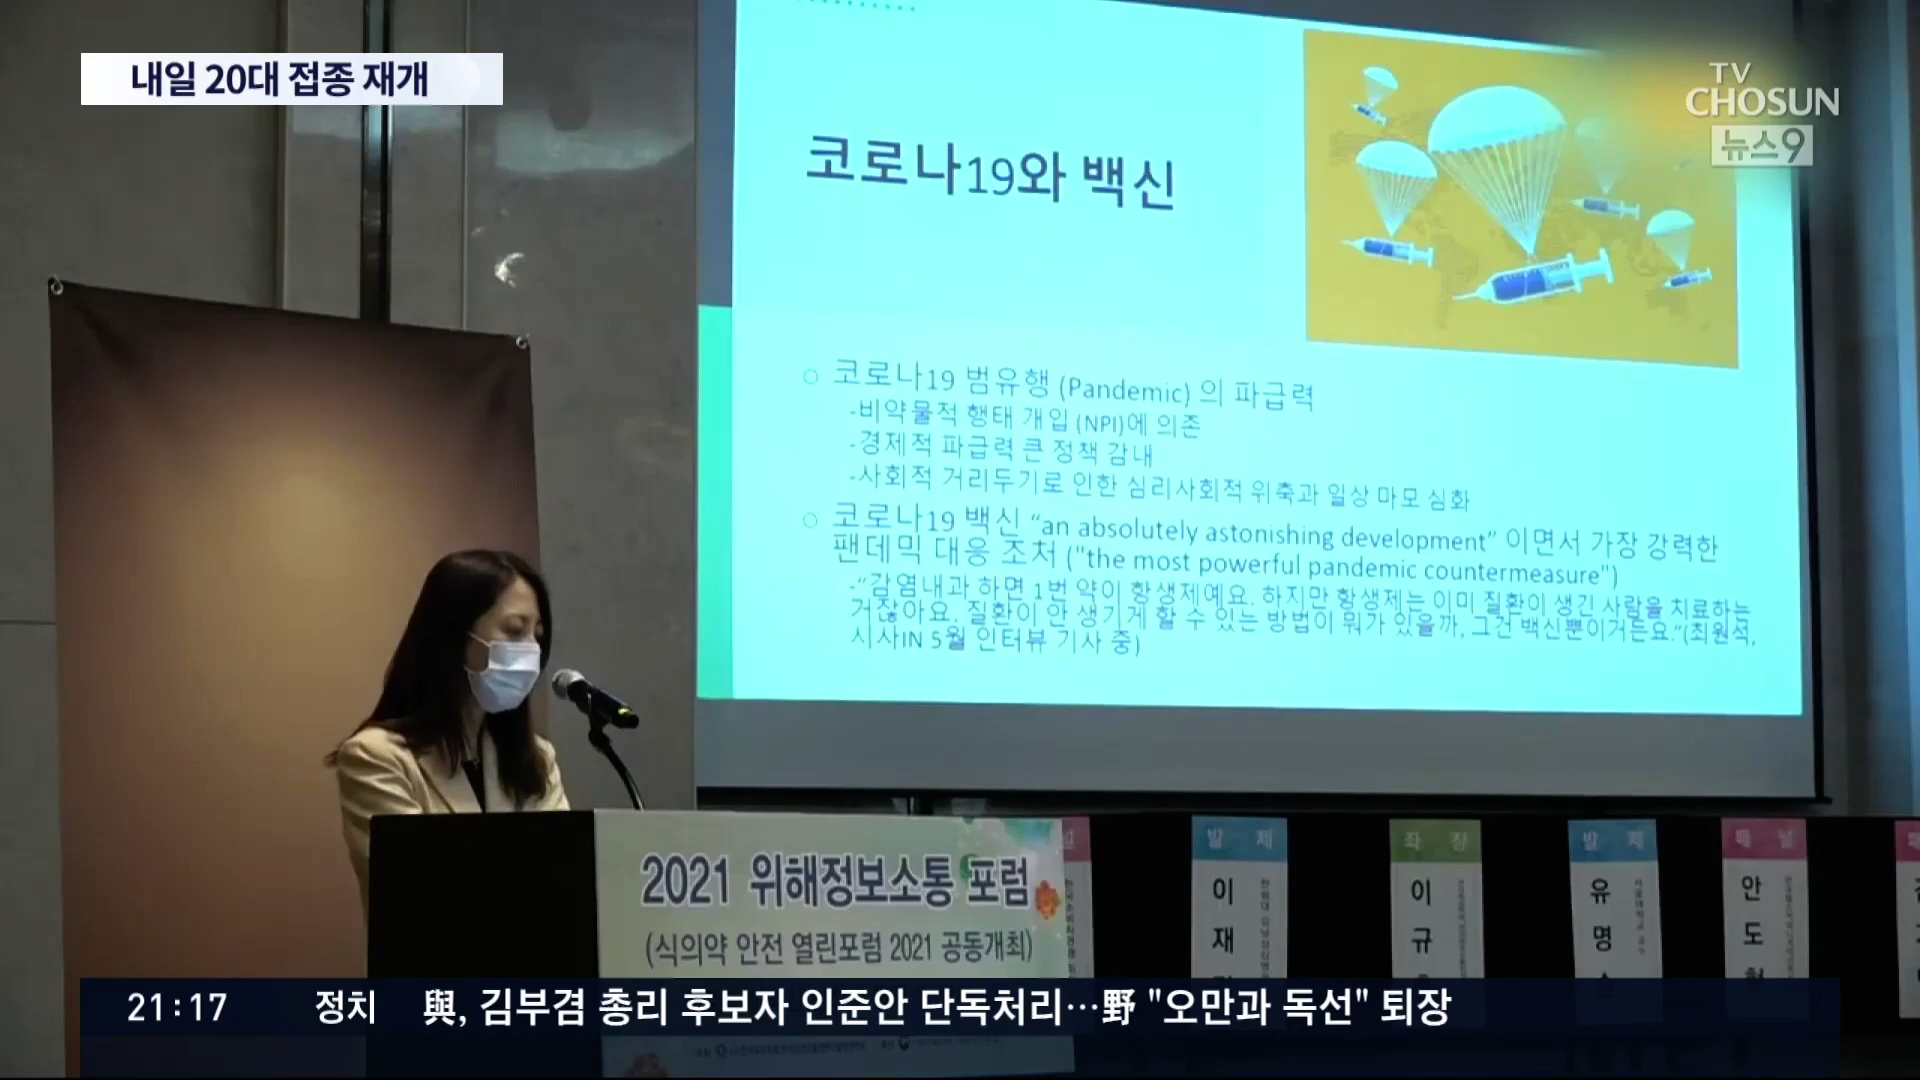 내일 20대 접종 재개
TV
CHOSUN
뉴스9
코로나19와 백신
코로나19 범유행 (Pandemic) 의 파급력
-비약물적 행태 개입 (NPI)에 의존
-경제적 파급력 큰 정책 감내
-사회적 거리두기로 인한 심리사회적 위축과 일상 마모 심화
코로나19 백신 “an absolutely astonishing development” 이면서 가장 강력한
팬데믹 대응 조처 ("the most powerful pandemic countermeasure")
-“감염내과 하면 1번 약이 항생제예요. 하지만 항생제는 이미 질환이 생긴 사람을 치료하는
거잖아요. 질환이 안 생기게 할 수 있는 방법이 뭐가 있을까, 그건 백신뿐이거든요.”(최원석,
시사IN 5월 인터뷰 기사 중)
2021 위해정보소통 포럼
(식의약 안전 열린포럼 2021 공동개최)
널
발 제
이
재
좌 장
이
규
발 제
유
명
패 널
안
도
21:17 정치 與, 김부겸 총리 후보자 인준안 단독처리…野 "오만과 독선" 퇴장